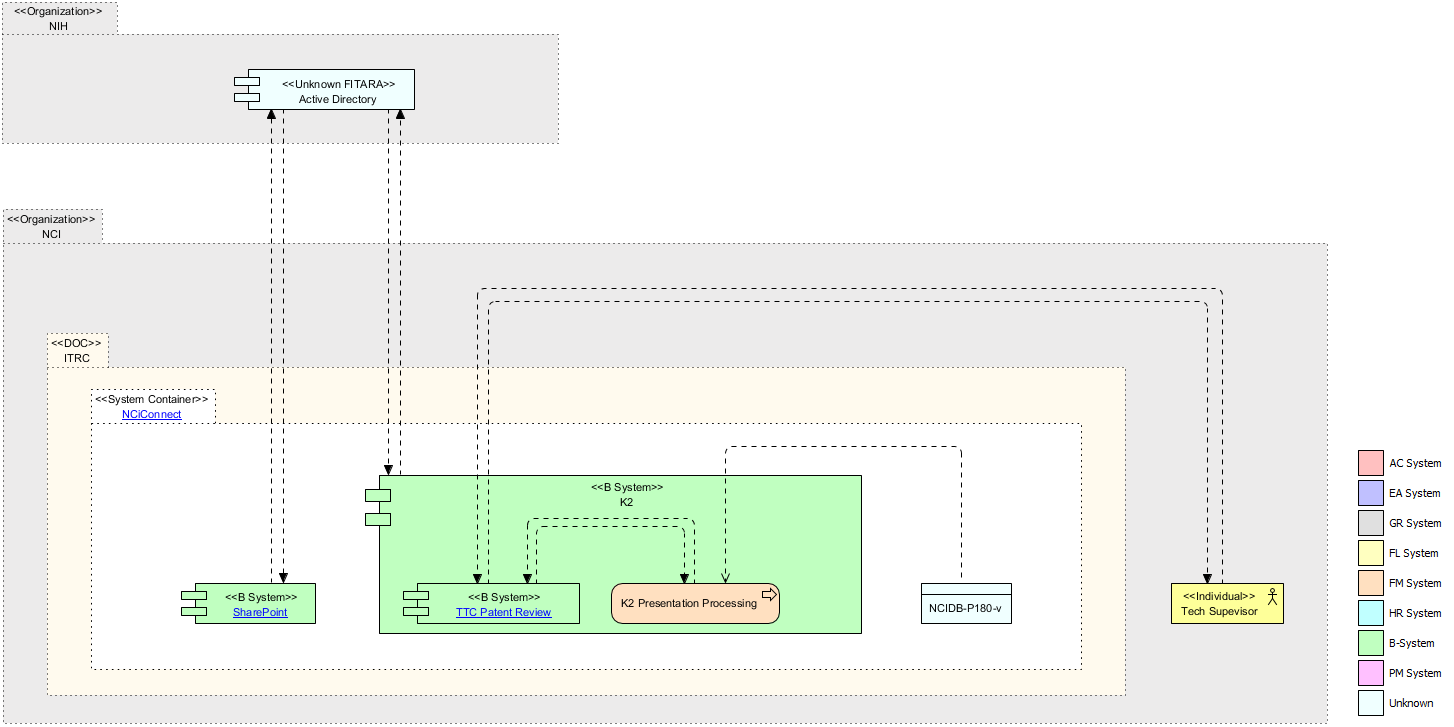 <<Organization>>
NIH
<<Unknown FITARA>>
Active Directory
<<Organization>>
NCI
<<DOC>>
ITRC
<<System Container>>
NCiConnect
<<B System>>
K2
<<B System>>
SharePoint
<<B System>>
TTC Patent Review
K2 Presentation Processing
NCIDB-P180-v
<<Individual>>
Tech Supevisor
AC System
EA System
GR System
FL System
FM System
HR System
B-System
PM System
Unknown